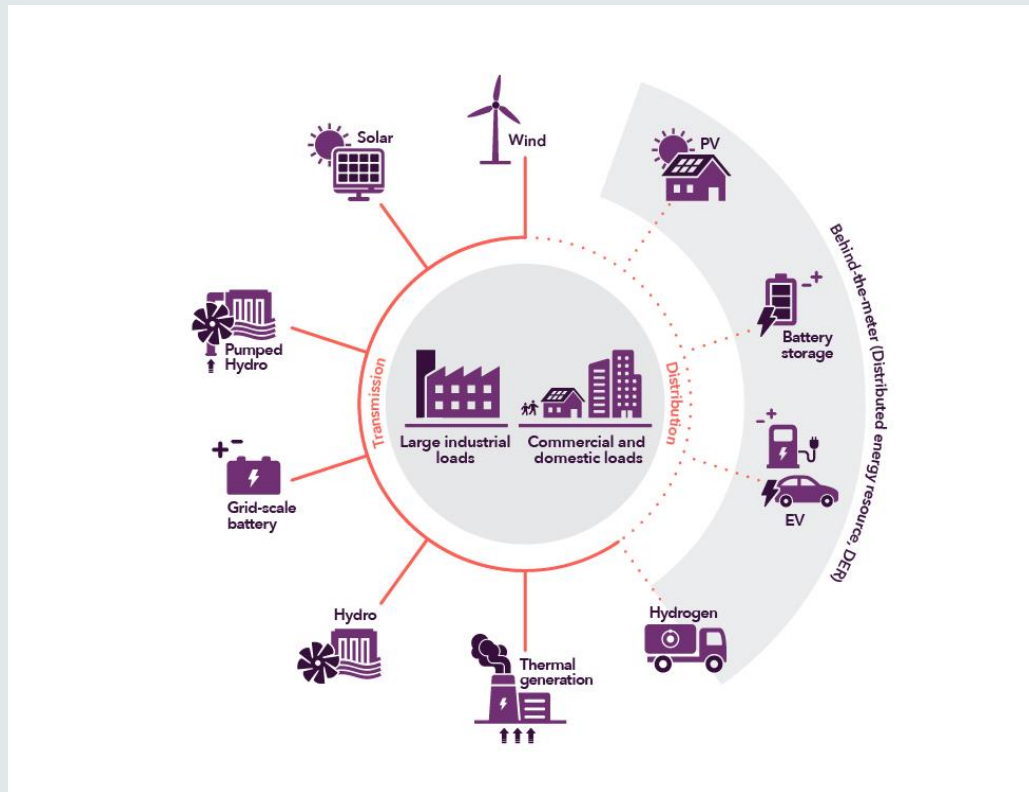 Solar
Wind
PV
Pumped
Hydro
Battery
storage
Behind-the-meter (Distributed energy resource, DER)
Transmission
Distribution
Large industrial
loads
Commercial and
domestic loads
Grid-scale
battery
EV
Hydro
Thermal
generation
Hydrogen